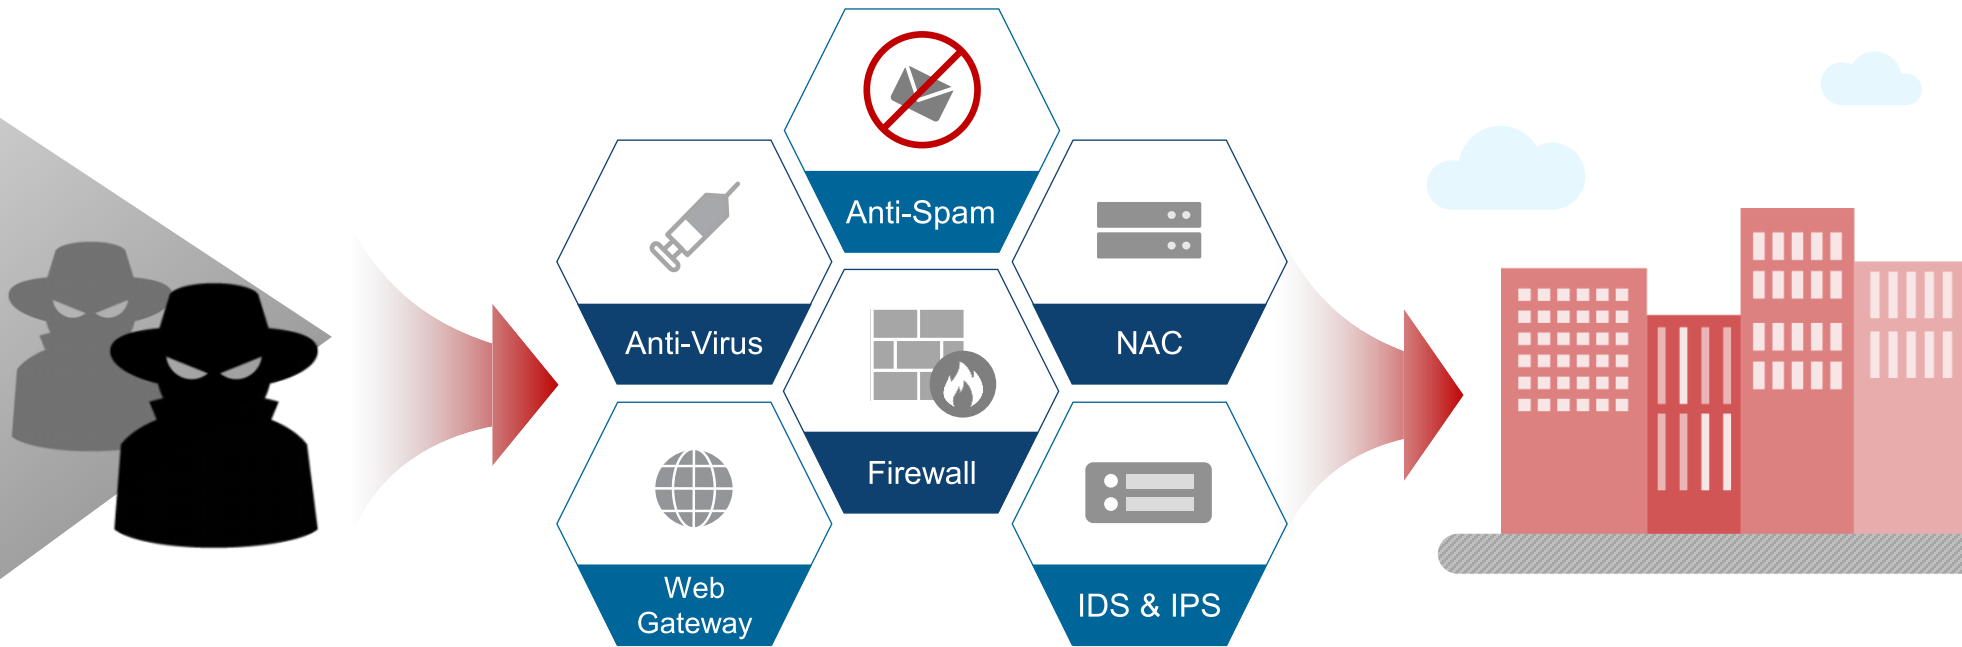 Anti-Spam
Anti-Virus
NAC
Firewall
Web
Gateway
IDS & IPS